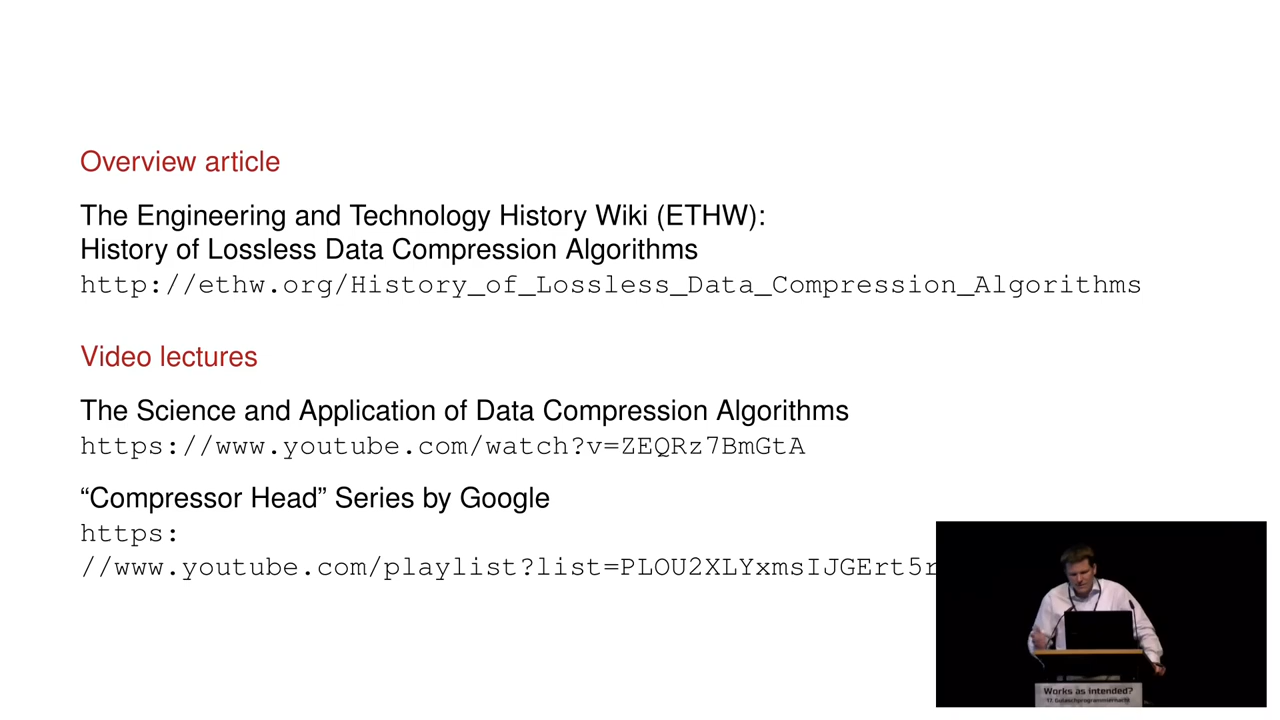 Overview article
The Engineering and Technology History Wiki (ETHW):
History of Lossless Data Compression Algorithms
http://ethw.org/History_of_Lossless_Data_Compression_Algorithms
Video lectures
The Science and Application of Data Compression Algorithms
https://www.youtube.com/watch?v=ZEQRz7BmGtA
“Compressor Head” Series by Google
https:
//www.youtube.com/playlist?list=PLOU2XLYxmsIJGErt5r
Works as intended?